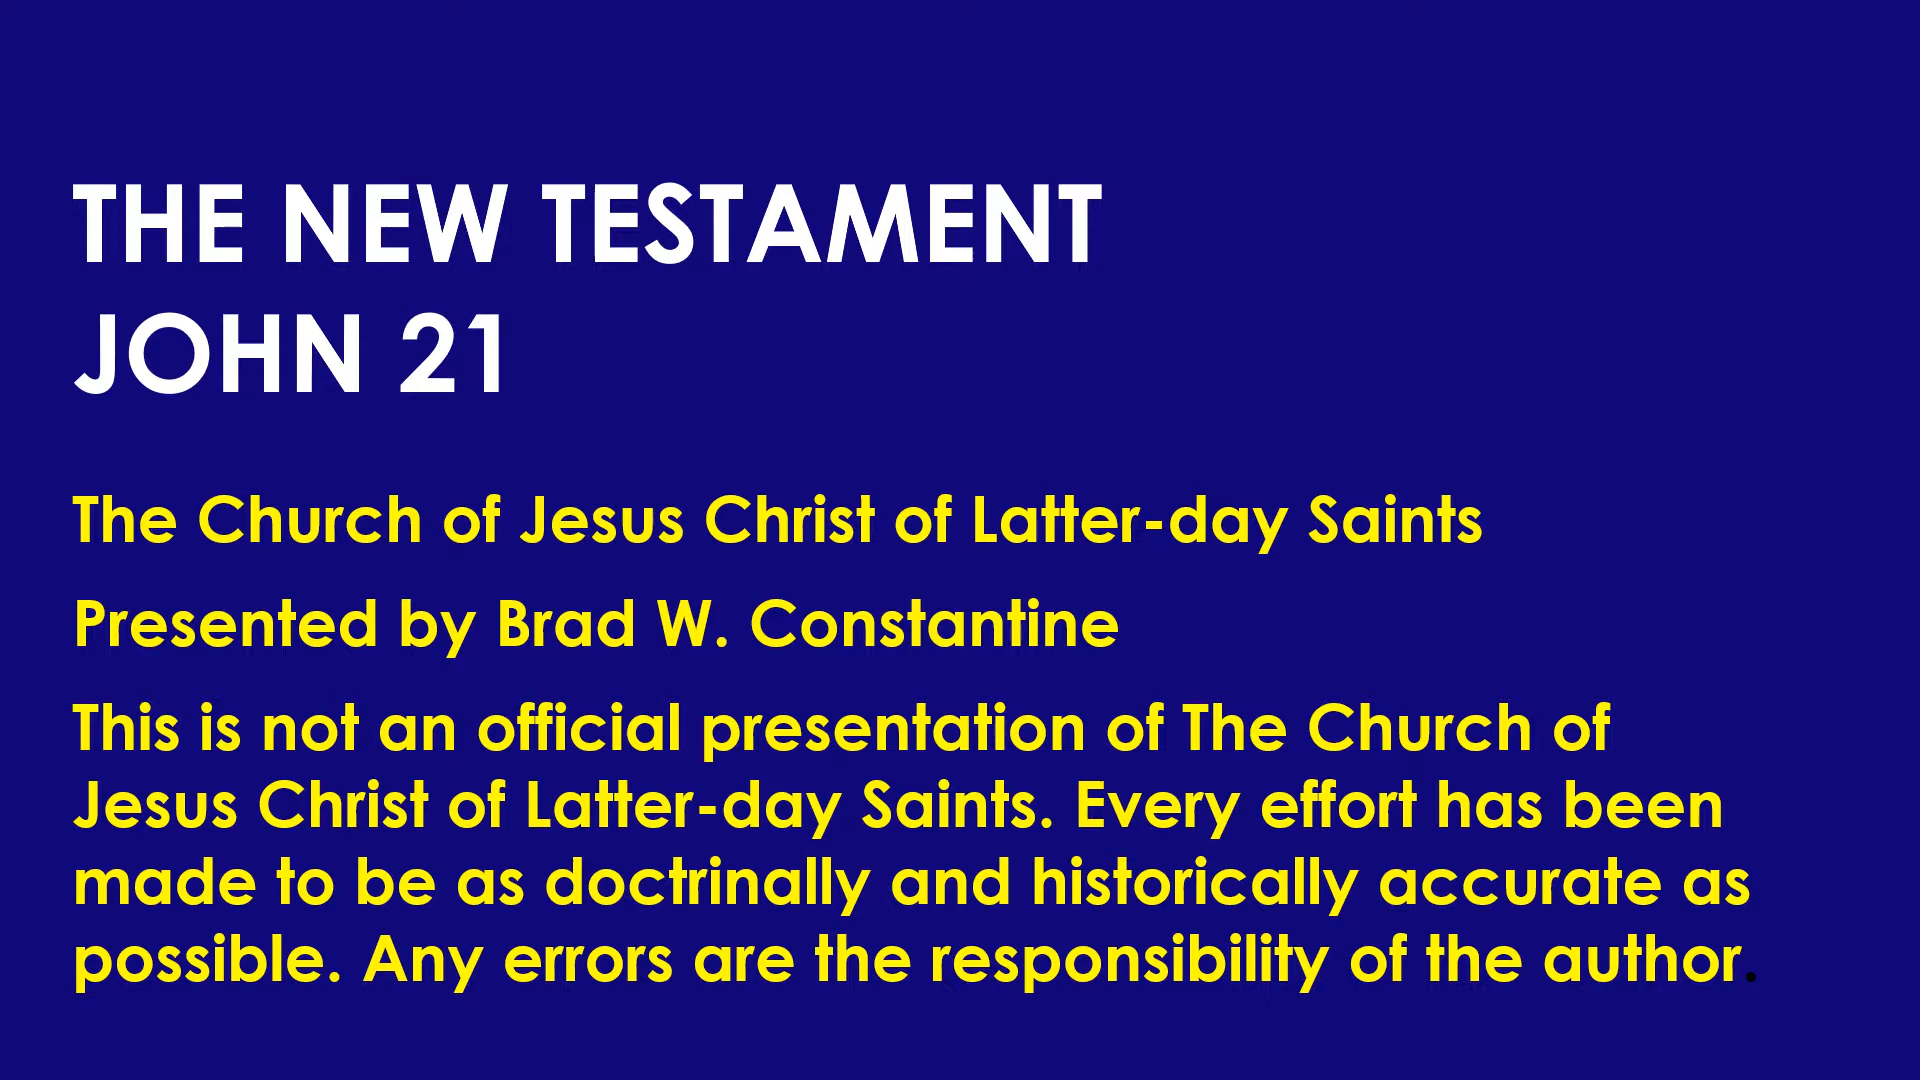 THE NEW TESTAMENT
JOHN 21
The Church of Jesus Christ of Latter-day Saints
Presented by Brad W. Constantine
This is not an official presentation of The Church of
Jesus Christ of Latter-day Saints. Every effort has been
made to be as doctrinally and historically accurate as
possible. Any errors are the responsibility of the author.